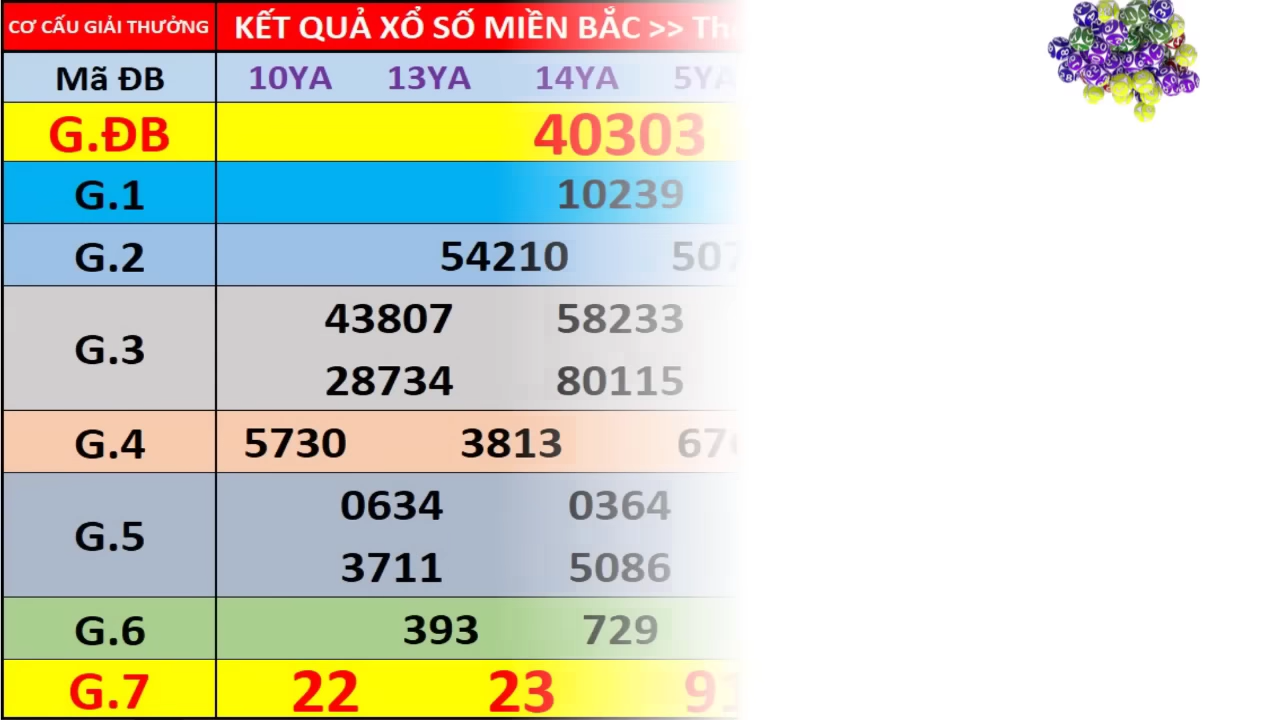 CƠ CẤU GIẢI THƯỞNG KẾT QUẢ XỔ SỐ MIỀN BẮC >>
Mã ĐB 10YA 13YA 14YA 5YA
G.ĐB 40303
G.1 10239
G.2 54210
G.3
43807 58233
28734 80115
G.4 5730 3813
G.5
0634 0364
3711 5086
G.6 393 729
G.7 22 23 91